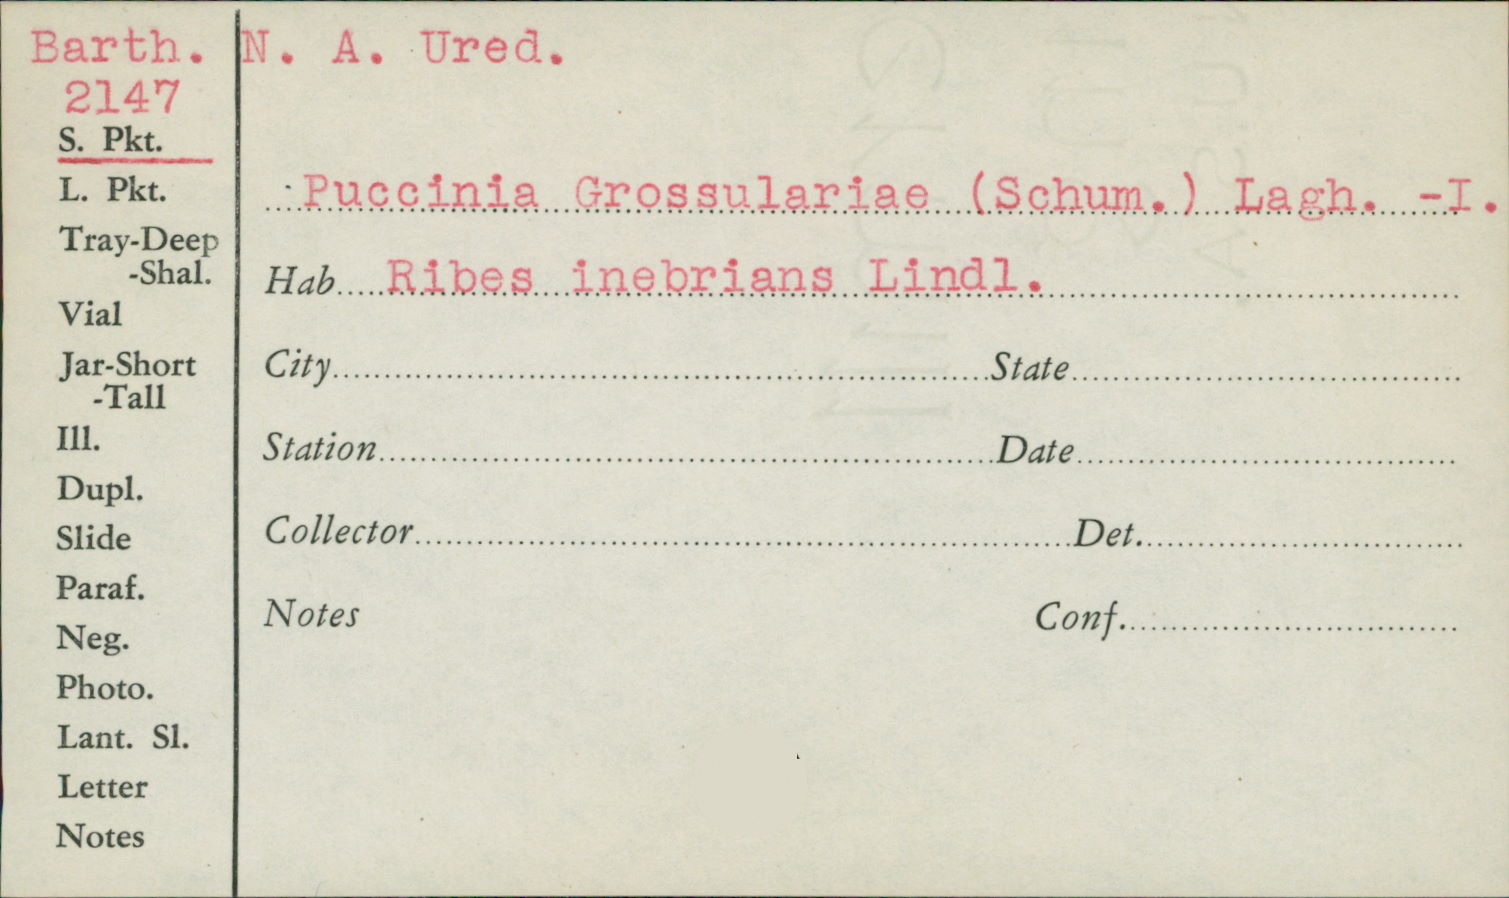 Barth. N. A. Ured.
2147
S. Pkt.
L. Pkt.
Tray-Deep
-Shal.
Vial
Jar-Short
-Tall
Ill.
Dupl.
Slide
Paraf.
Neg.
Photo.
Lant. Sl.
Letter
Notes
Puccinia Grossulariae (Schum.) Lagh. -I.
Hab. Ribes inebrians Lindl.
City State
Station Date
Collector Det.
Notes Conf.